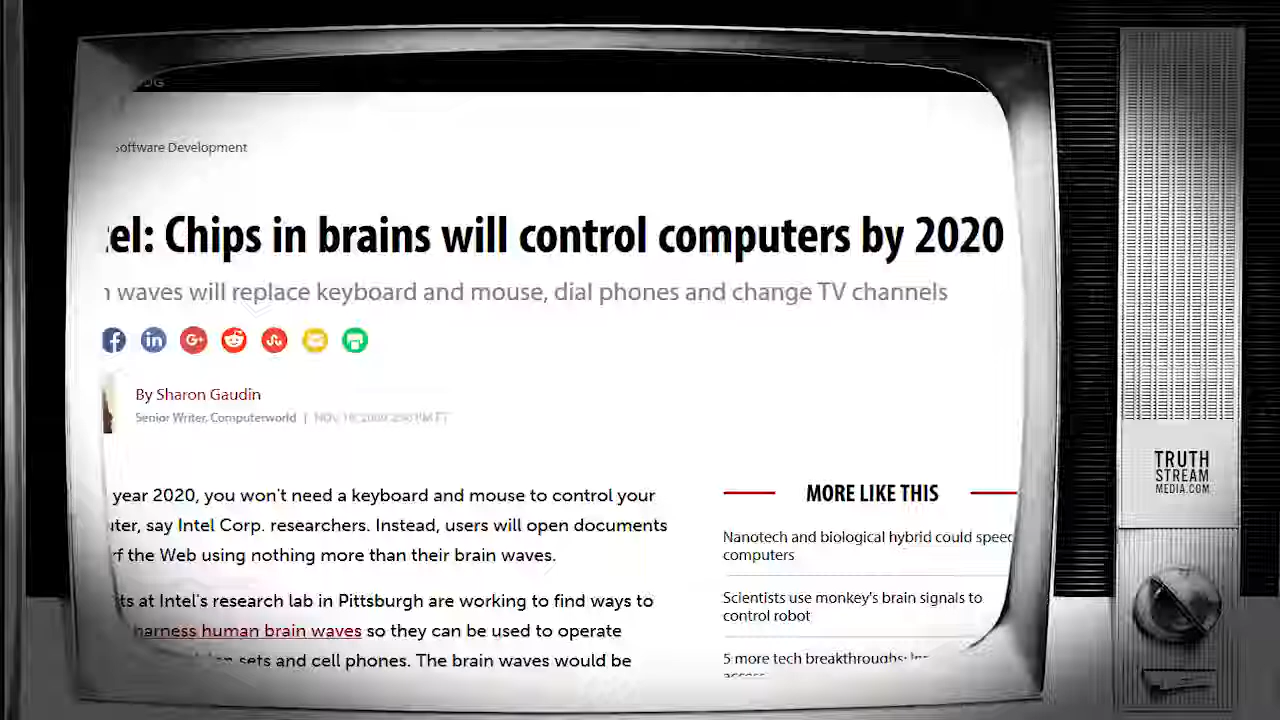 Software Development
tel: Chips in brains will control computers by 2020
waves will replace keyboard and mouse, dial phones and change TV channels
By Sharon Gaudin
Senior Writer, Computerworld |
year 2020, you won't need a keyboard and mouse to control your
uter, say Intel Corp. researchers. Instead, users will open documents
rf the Web using nothing more than their brain waves.
ts at Intel's research lab in Pittsburgh are working to find ways to
harness human brain waves so they can be used to operate
sets and cell phones. The brain waves would be
MORE LIKE THIS
Nanotech and biological hybrid could speed
computers
Scientists use monkey's brain signals to
control robot
5 more tech breakthroughs:
TRUTH
STREAM
MEDIA.COM